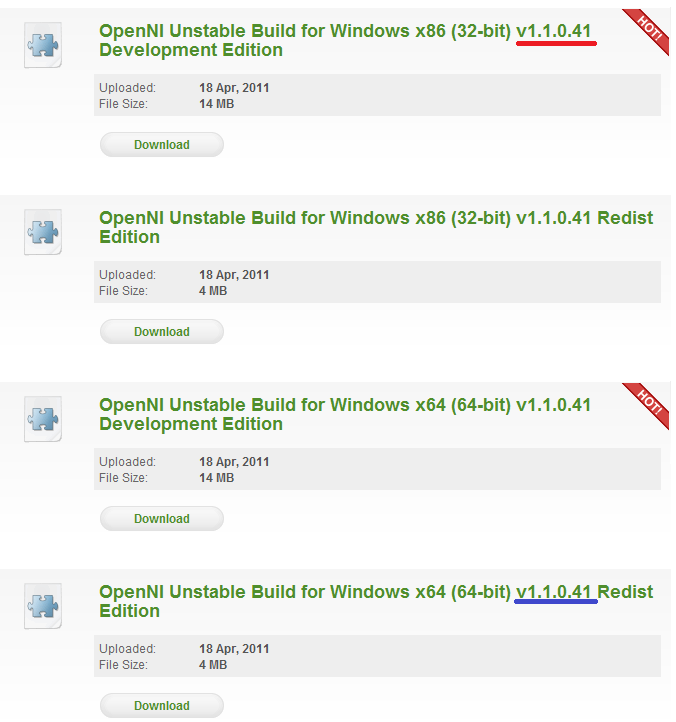 OpenNI Unstable Build for Windows x86 (32-bit) v1.1.0.41
HOT!
Development Edition
Uploaded: 18 Apr, 2011
File Size: 14 MB
Download
OpenNI Unstable Build for Windows x86 (32-bit) v1.1.0.41 Redist
Edition
Uploaded: 18 Apr, 2011
File Size: 4 MB
Download
OpenNI Unstable Build for Windows x64 (64-bit) v1.1.0.41
HOT!
Development Edition
Uploaded: 18 Apr, 2011
File Size: 14 MB
Download
OpenNI Unstable Build for Windows x64 (64-bit) v1.1.0.41 Redist
Edition
Uploaded: 18 Apr, 2011
File Size: 4 MB
Download